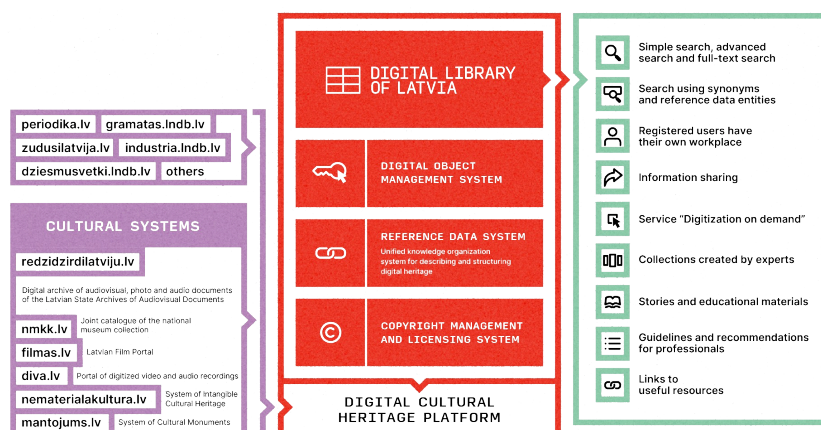 periodika.lv gramatas.lndb.lv
zudusilatvija.lv industria.lndb.lv
dziesmusvetki.lndb.lv others
CULTURAL SYSTEMS
redzidzirdilatviju.lv
Digital archive of audiovisual, photo and audio documents
of the Latvian State Archives of Audiovisual Documents
nmkk.lv
Joint catalogue of the national
museum collection
filmas.lv
Latvian Film Portal
diva.lv
Portal of digitized video and audio recordings
nematerialakultura.lv
System of Intangible
Cultural Heritage
mantojums.lv
System of Cultural Monuments
DIGITAL LIBRARY
OF LATVIA
DIGITAL OBJECT
MANAGEMENT SYSTEM
REFERENCE DATA SYSTEM
Unified knowledge organization
system for describing and structuring
digital heritage
COPYRIGHT MANAGEMENT
AND LICENSING SYSTEM
DIGITAL CULTURAL
HERITAGE PLATFORM
Simple search, advanced
search and full-text search
Search using synonyms
and reference data entities
Registered users have
their own workplace
Information sharing
Service “Digitization on demand”
Collections created by experts
Stories and educational materials
Guidelines and recommendations
for professionals
Links to
useful resources